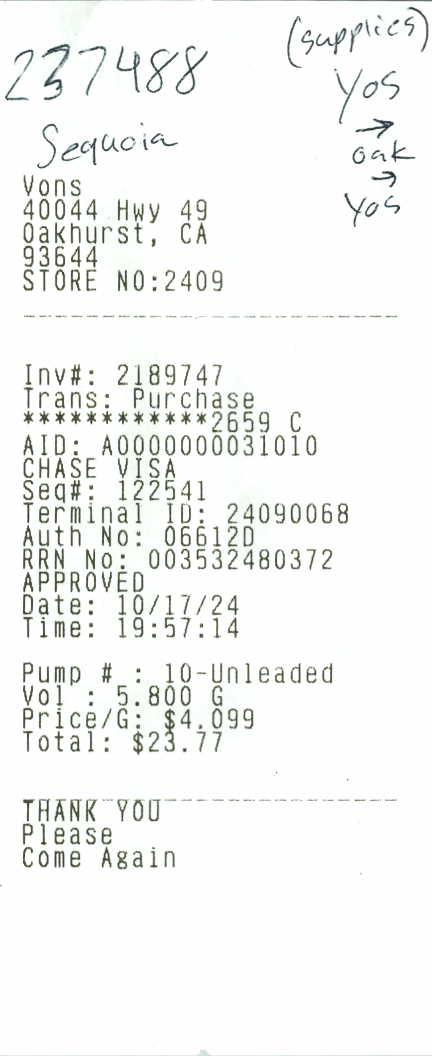 (supplies)
237488
Yos
→
oak
→
Yos
Sequoia
Vons
40044 Hwy 49
Oakhurst, CA
93644
STORE NO:2409
Inv#: 2189747
Trans: Purchase
************2659 C
AID: A0000000031010
CHASE VISA
Seq#: 122541
Terminal ID: 24090068
Auth No: 06612D
RRN No: 003532480372
APPROVED
Date: 10/17/24
Time: 19:57:14
Pump # : 10-Unleaded
Vol : 5.800 G
Price/G: $4.099
Total: $23.77
THANK YOU
Please
Come Again